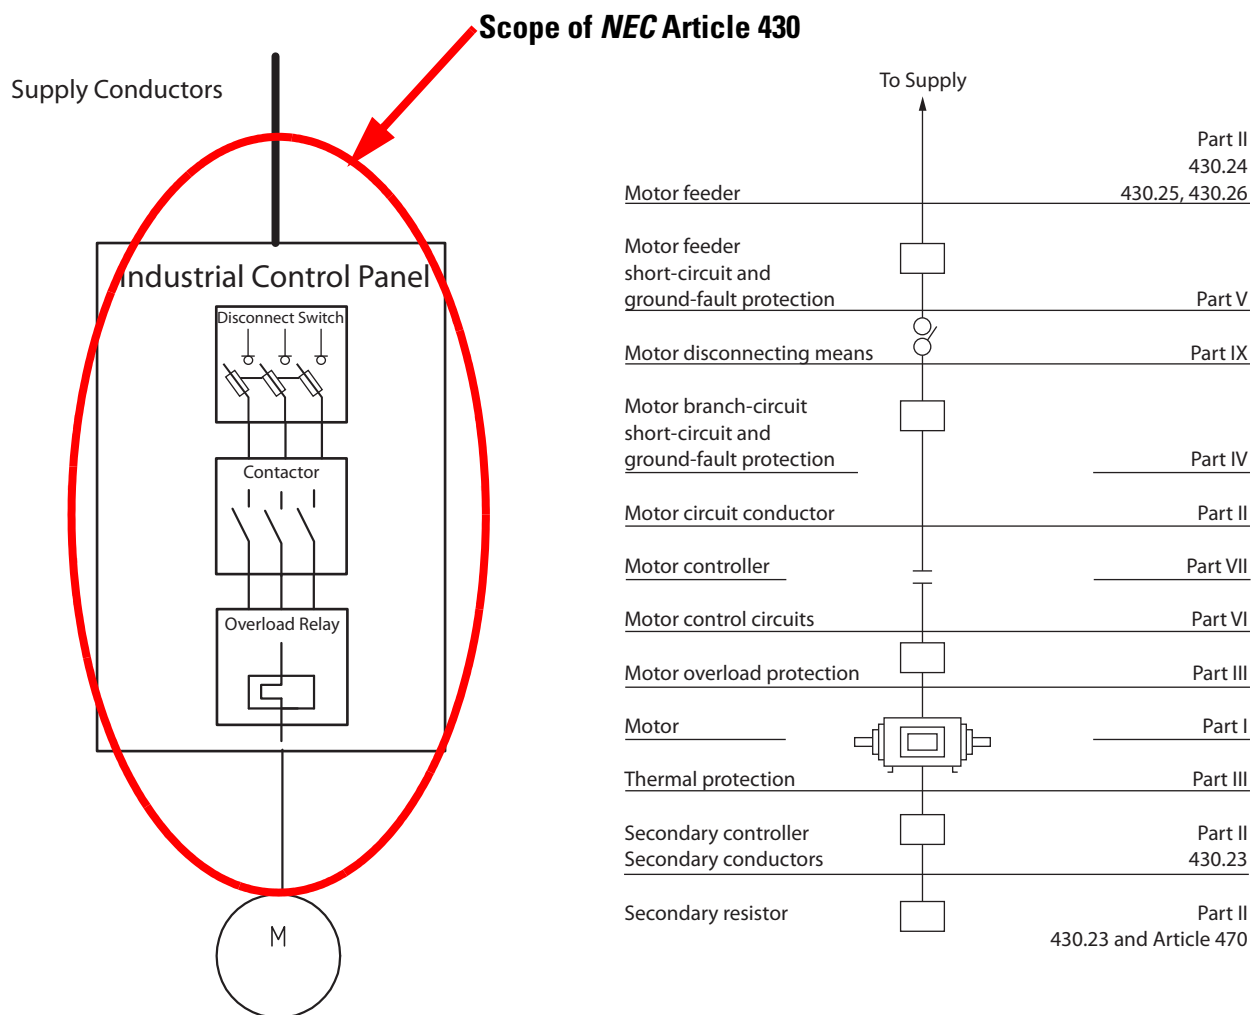 Scope of NEC Article 430
Supply Conductors
Industrial Control Panel
Disconnect Switch
Contactor
Overload Relay
M
To Supply
Part II
430.24
Motor feeder 430.25, 430.26
Motor feeder
short-circuit and
ground-fault protection Part V
Motor disconnecting means Part IX
Motor branch-circuit
short-circuit and
ground-fault protection Part IV
Motor circuit conductor Part II
Motor controller Part VII
Motor control circuits Part VI
Motor overload protection Part III
Motor Part I
Thermal protection Part III
Secondary controller Part II
Secondary conductors 430.23
Secondary resistor Part II
430.23 and Article 470